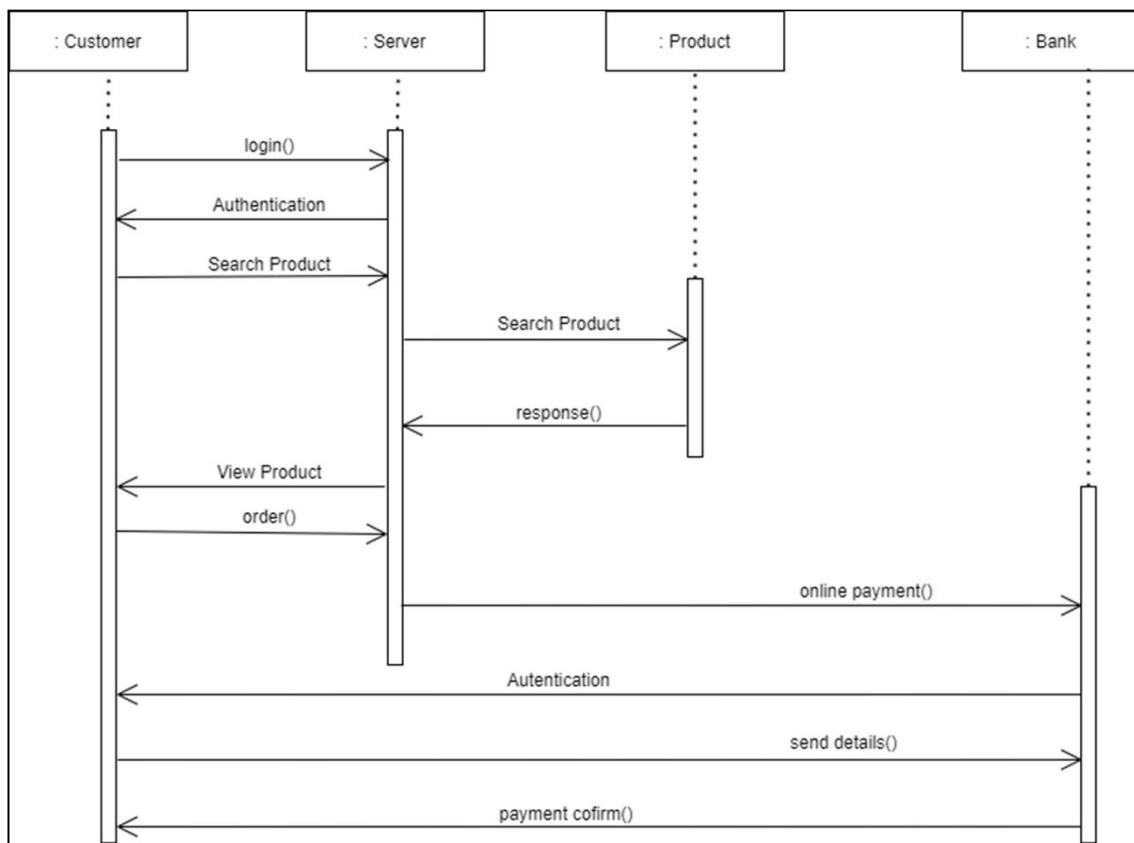 : Customer
: Server
: Product
: Bank
login()
Authentication
Search Product
Search Product
response()
View Product
order()
online payment()
Autentication
send details()
payment cofirm()